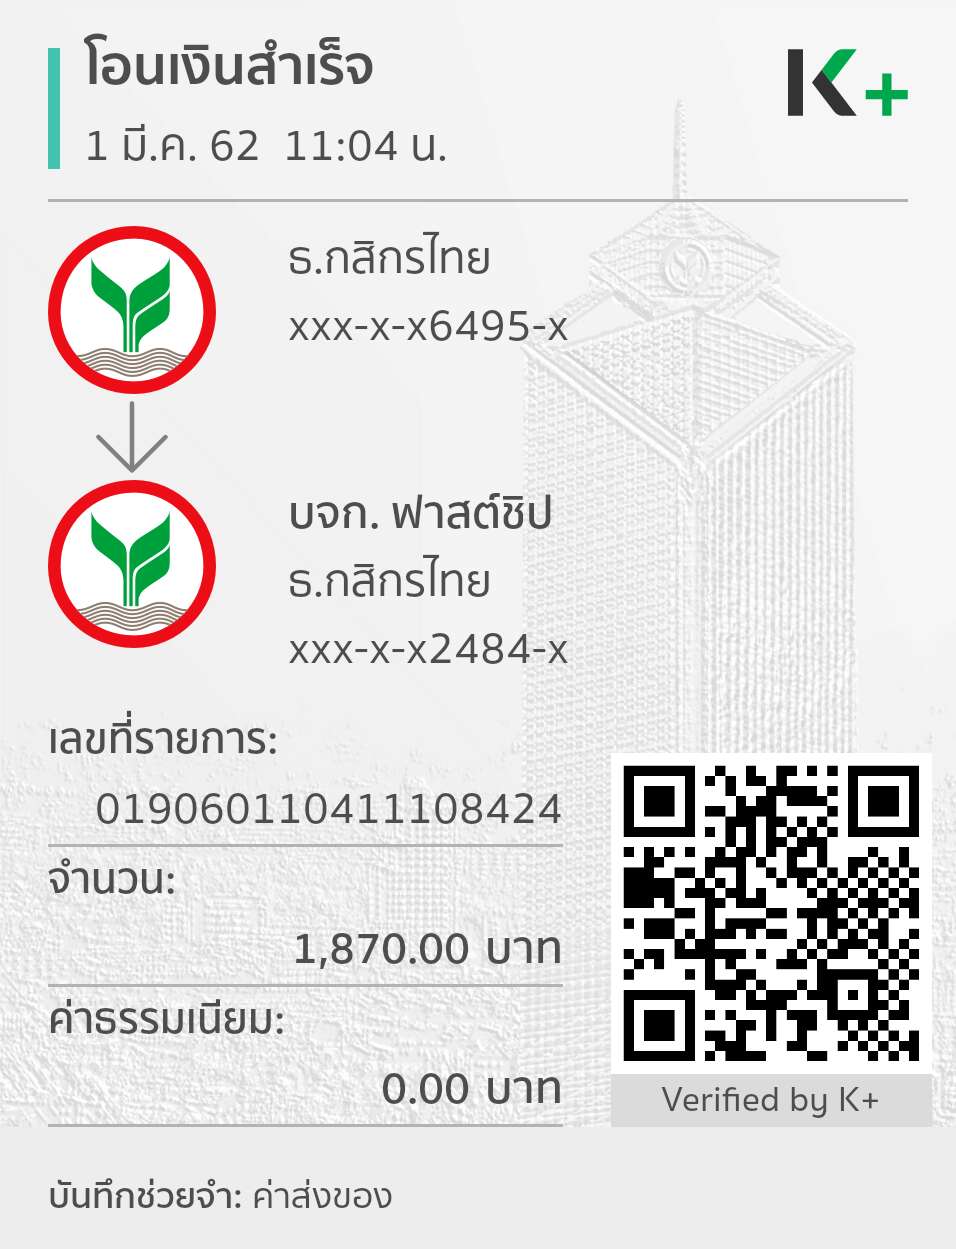 โอนเงินสำเร็จ
1 มี.ค. 62 11:04 น.
K+
ธ.กสิกรไทย
xxx-x-x6495-x
บจก. ฟาสต์ชิป
ธ.กสิกรไทย
xxx-x-x2484-x
เลขที่รายการ:
019060110411108424
จำนวน:
1,870.00 บาท
ค่าธรรมเนียม:
0.00 บาท
Verified by K+
บันทึกช่วยจำ: ค่าส่งของ